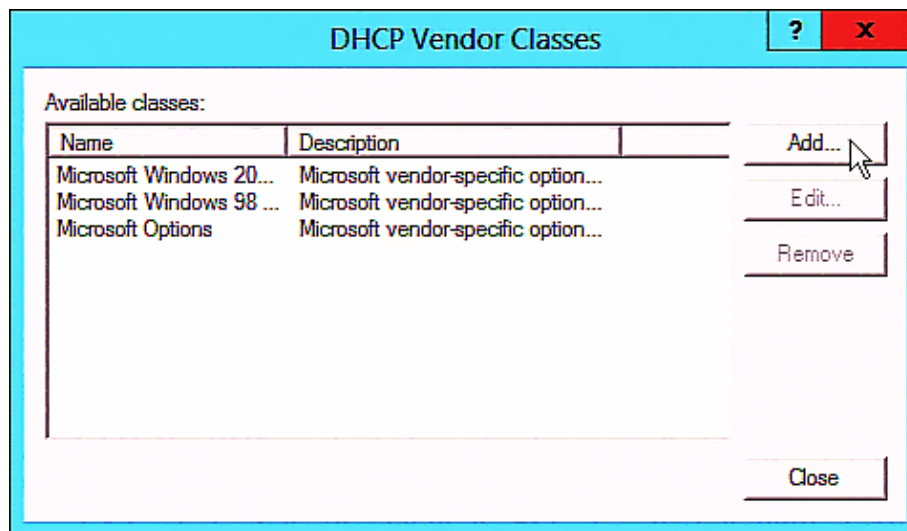 DHCP Vendor Classes
? x
Available classes:
Name Description
Add...
Microsoft Windows 20... Microsoft vendor-specific option...
Microsoft Windows 98 ... Microsoft vendor-specific option...
Edit...
Microsoft Options Microsoft vendor-specific option...
Remove
Close